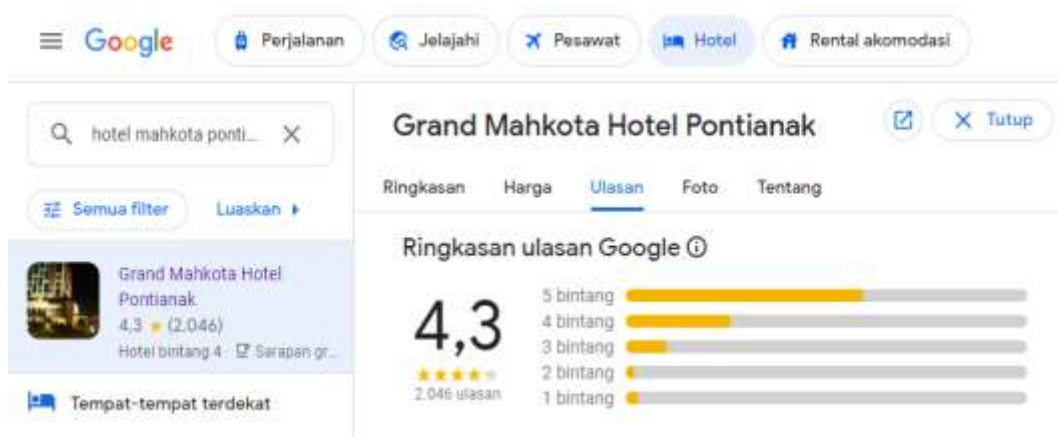 Google
Perjalanan
Jelajahi
Pesawat
Hotel
Rental akomodasi
hotel mahkota ponti...
Semua filter
Luaskan
Grand Mahkota Hotel
Pontianak
4,3 (2.046)
Hotel bintang 4 · Sarapan gr...
Tempat-tempat terdekat
Grand Mahkota Hotel Pontianak
Tutup
Ringkasan Harga Ulasan Foto Tentang
Ringkasan ulasan Google
4,3
2.046 ulasan
5 bintang
4 bintang
3 bintang
2 bintang
1 bintang